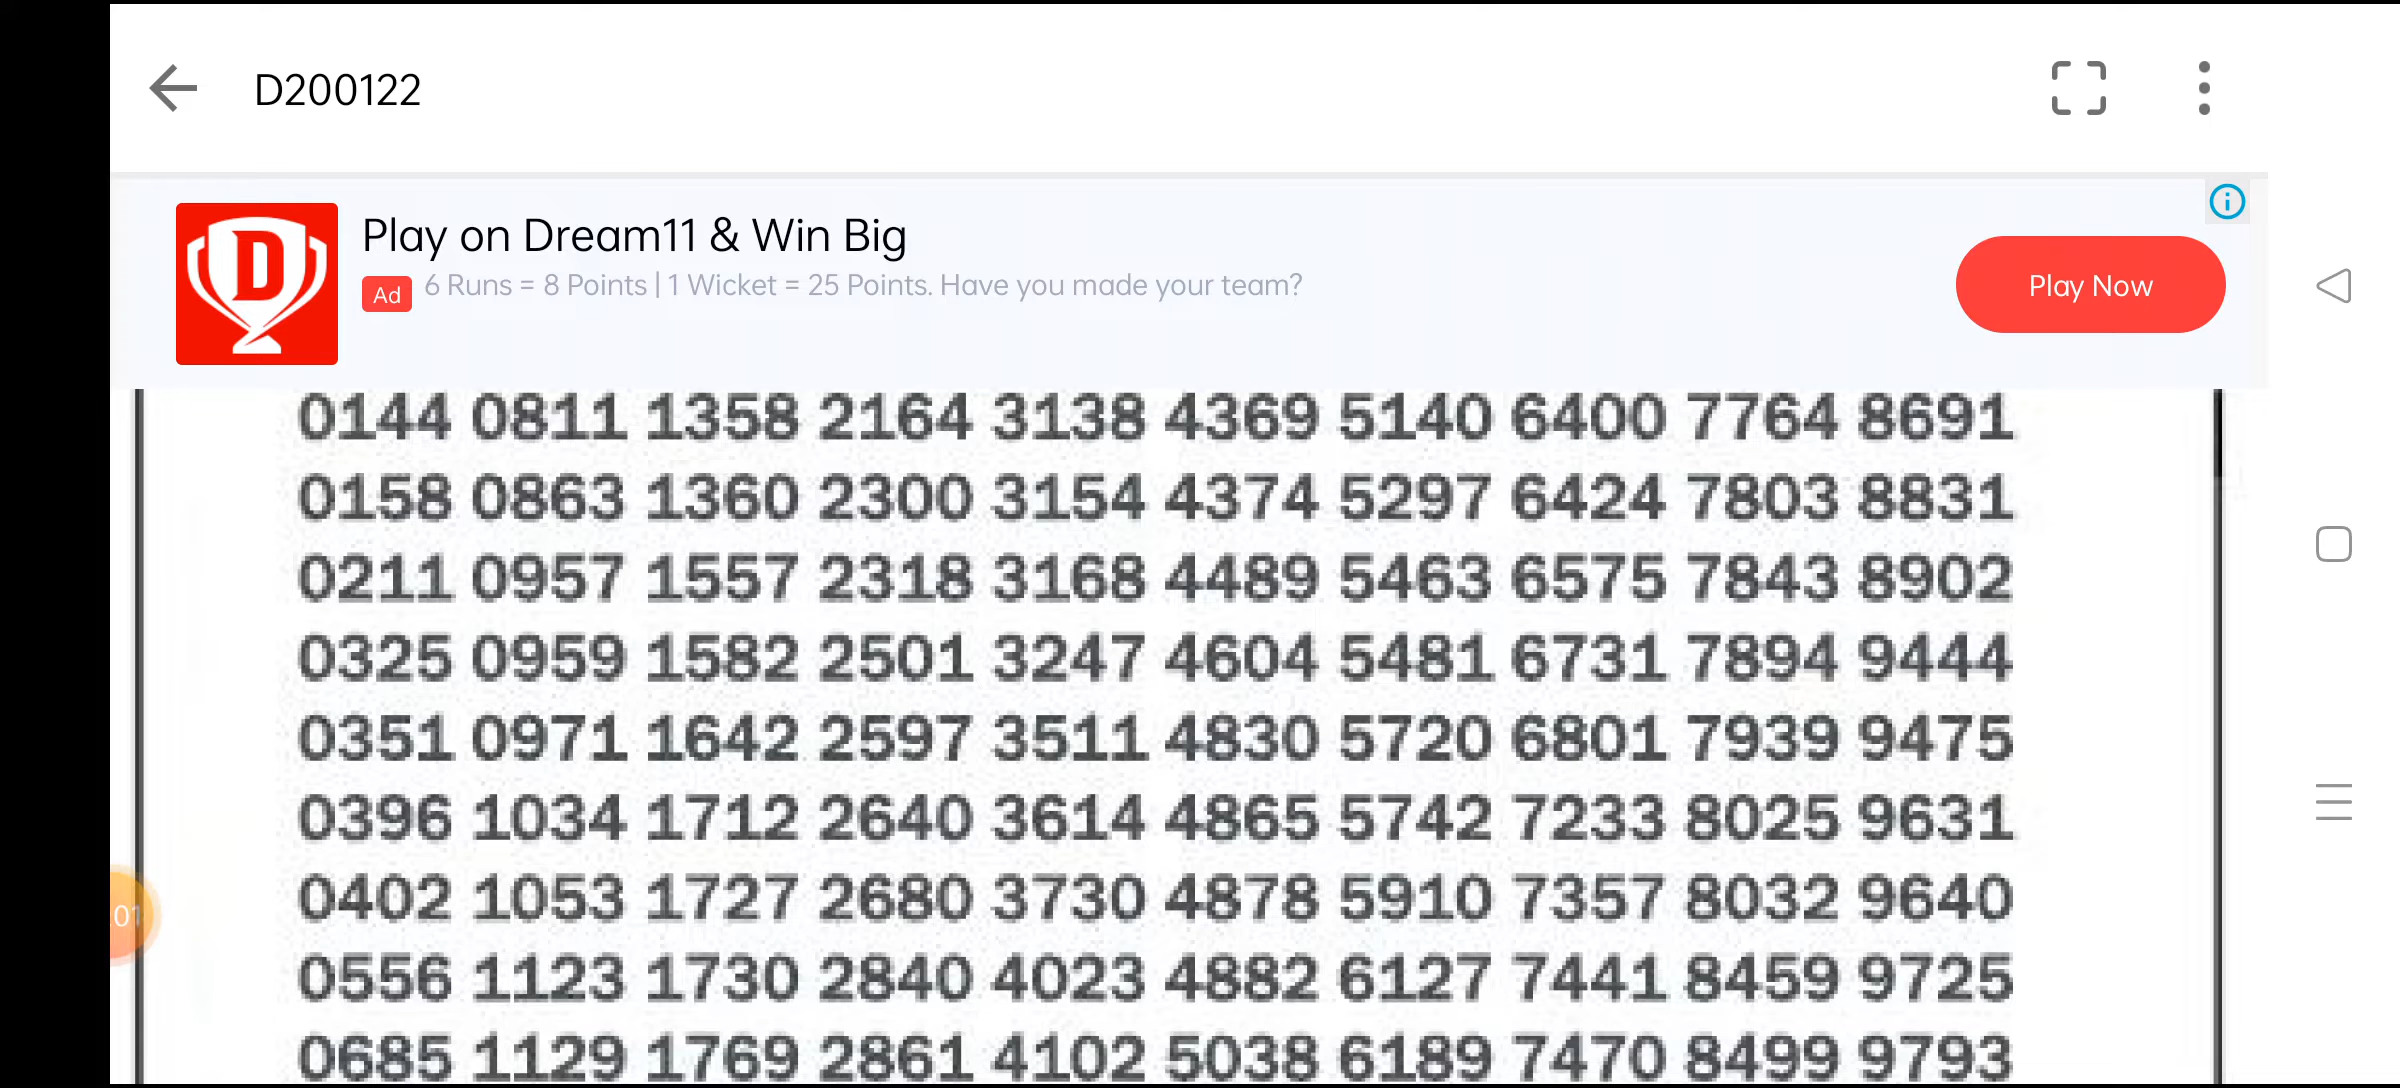 D200122
Play on Dream11 & Win Big
Ad 6 Runs = 8 Points | 1 Wicket = 25 Points. Have you made your team?
Play Now
0144 0811 1358 2164 3138 4369 5140 6400 7764 8691
0158 0863 1360 2300 3154 4374 5297 6424 7803 8831
0211 0957 1557 2318 3168 4489 5463 6575 7843 8902
0325 0959 1582 2501 3247 4604 5481 6731 7894 9444
0351 0971 1642 2597 3511 4830 5720 6801 7939 9475
0396 1034 1712 2640 3614 4865 5742 7233 8025 9631
0402 1053 1727 2680 3730 4878 5910 7357 8032 9640
01
0556 1123 1730 2840 4023 4882 6127 7441 8459 9725
0685 1129 1769 2861 4102 5038 6189 7470 8499 9793